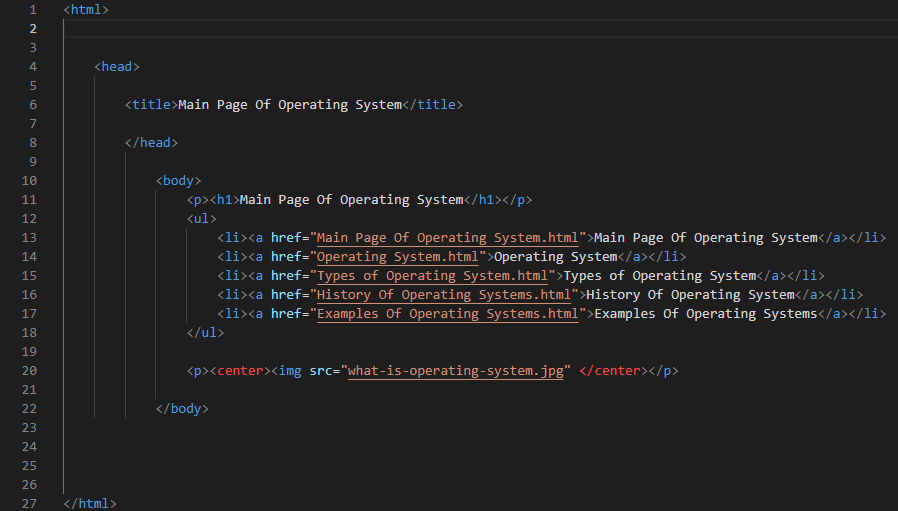 1 <html>
2
3
4 <head>
5
6 <title>Main Page Of Operating System</title>
7
8 </head>
9
10 <body>
11 <p><h1>Main Page Of Operating System</h1></p>
12 <ul>
13 <li><a href="Main Page Of Operating System.html">Main Page Of Operating System</a></li>
14 <li><a href="Operating System.html">Operating System</a></li>
15 <li><a href="Types of Operating System.html">Types of Operating System</a></li>
16 <li><a href="History Of Operating Systems.html">History Of Operating System</a></li>
17 <li><a href="Examples Of Operating Systems.html">Examples Of Operating Systems</a></li>
18 </ul>
19
20 <p><center><img src="what-is-operating-system.jpg" </center></p>
21
22 </body>
23
24
25
26
27 </html>